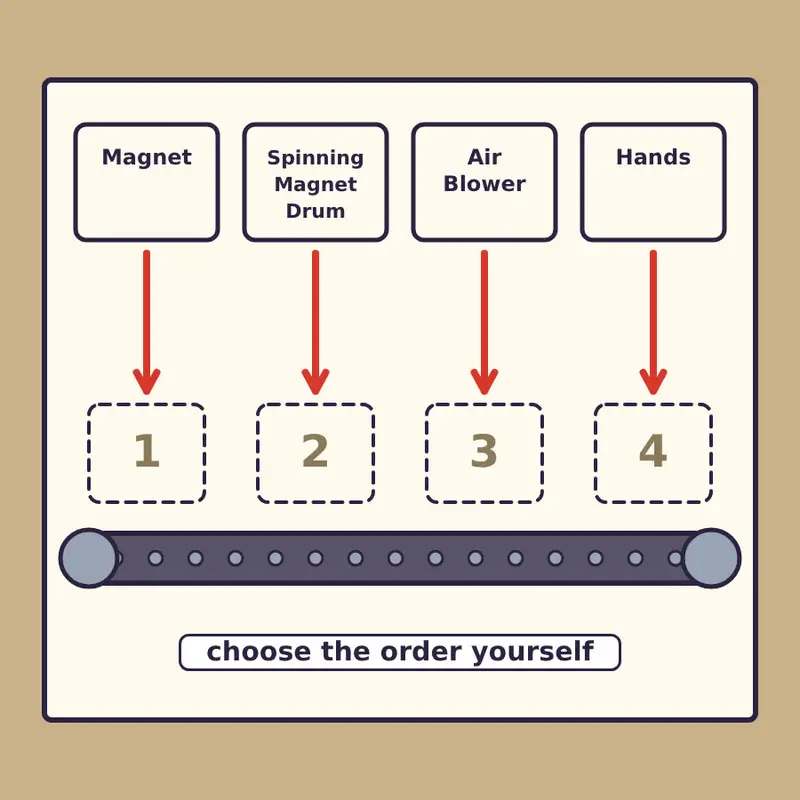 Magnet
Spinning
Magnet
Drum
Air
Blower
Hands
1
2
3
4
choose the order yourself